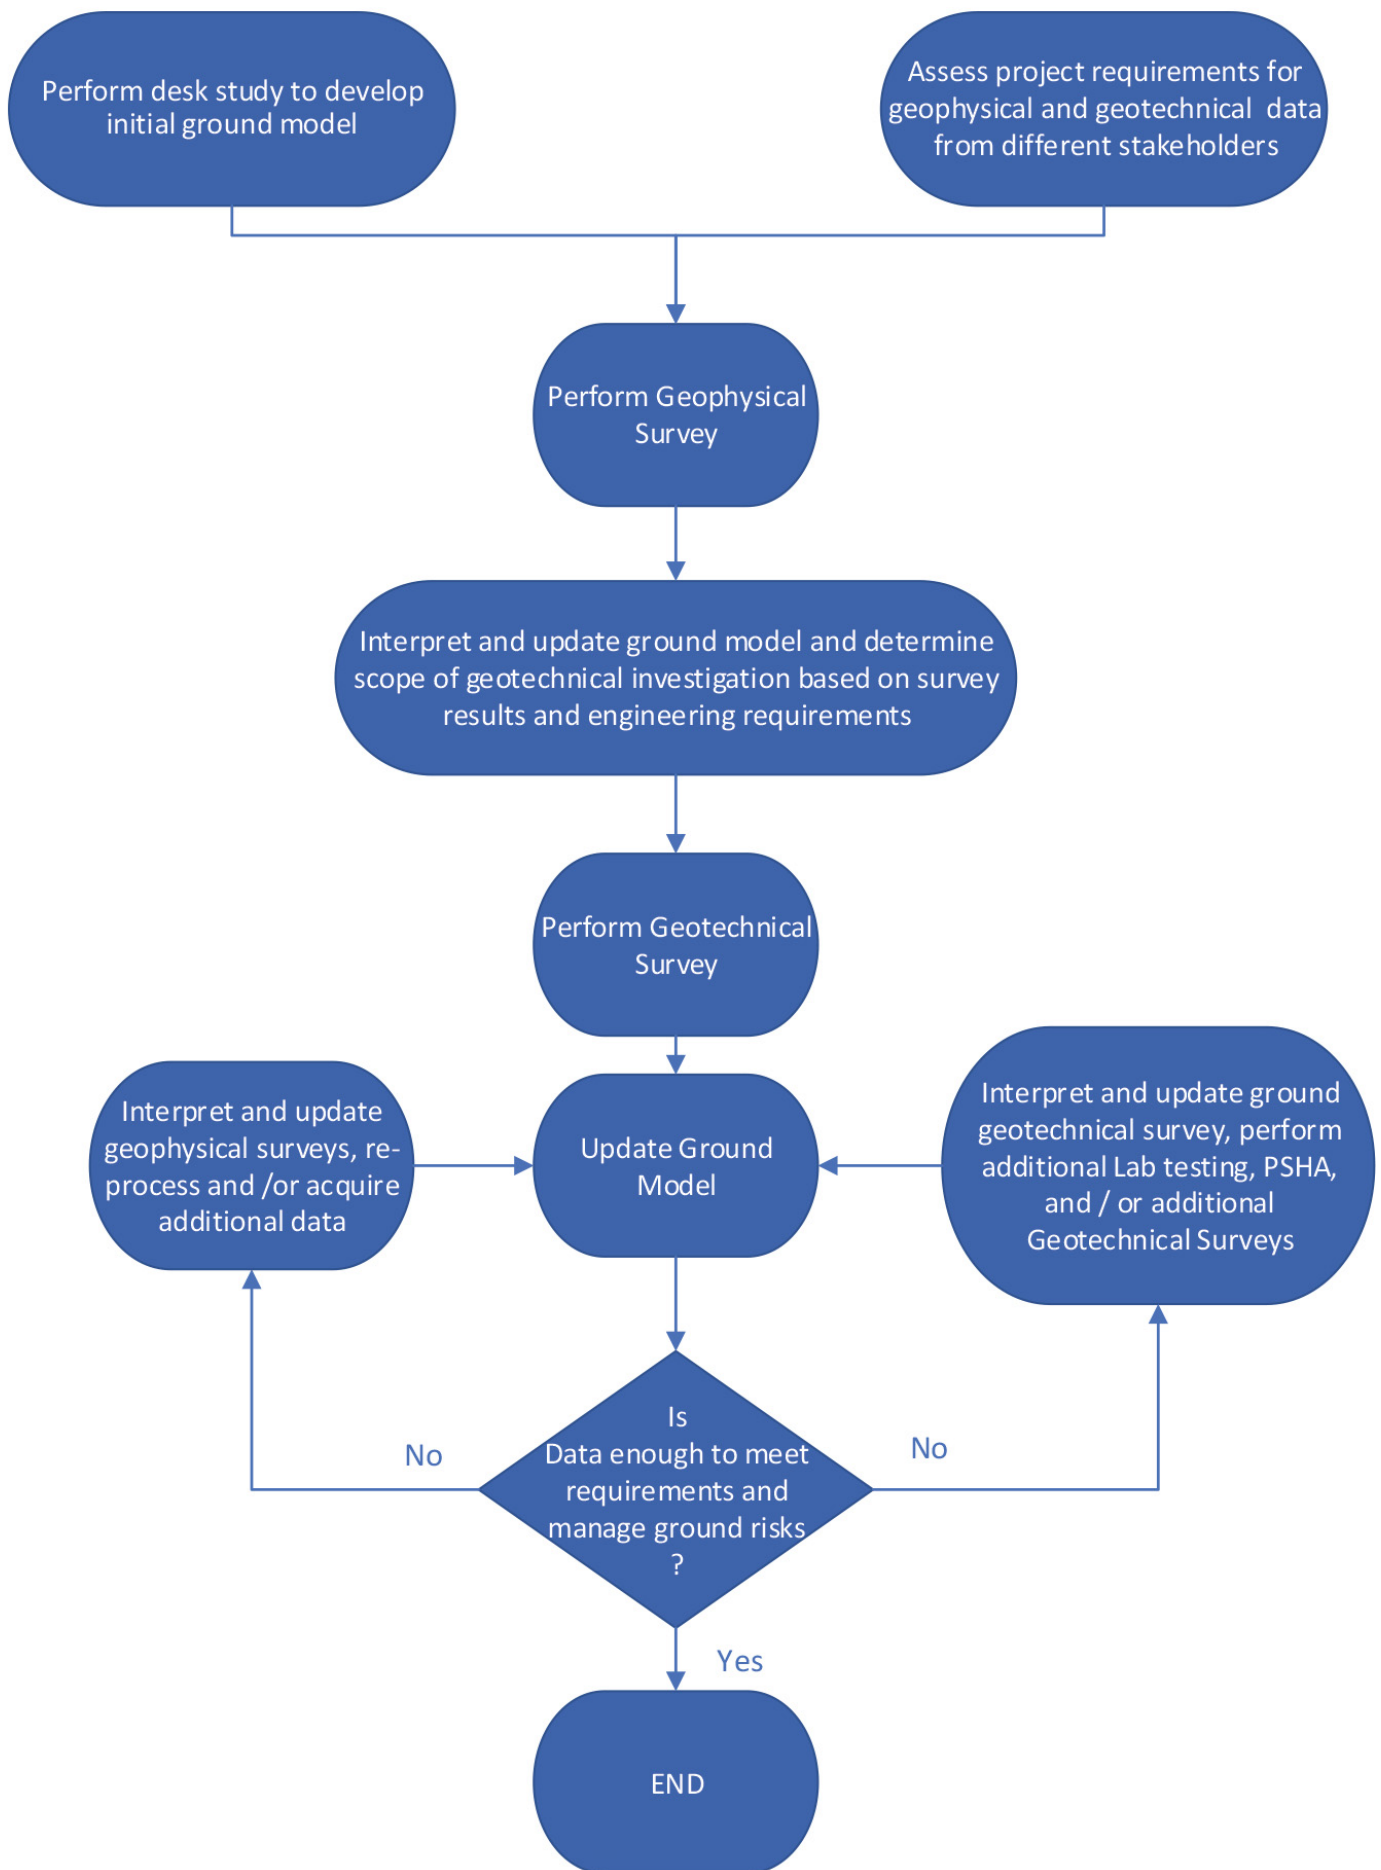 Perform desk study to develop
initial ground model
Assess project requirements for
geophysical and geotechnical data
from different stakeholders
Perform Geophysical
Survey
Interpret and update ground model and determine
scope of geotechnical investigation based on survey
results and engineering requirements
Perform Geotechnical
Survey
Interpret and update
geophysical surveys, re-
process and /or acquire
additional data
Update Ground
Model
Interpret and update ground
geotechnical survey, perform
additional Lab testing, PSHA,
and / or additional
Geotechnical Surveys
No
Is
Data enough to meet
requirements and
manage ground risks
?
No
Yes
END